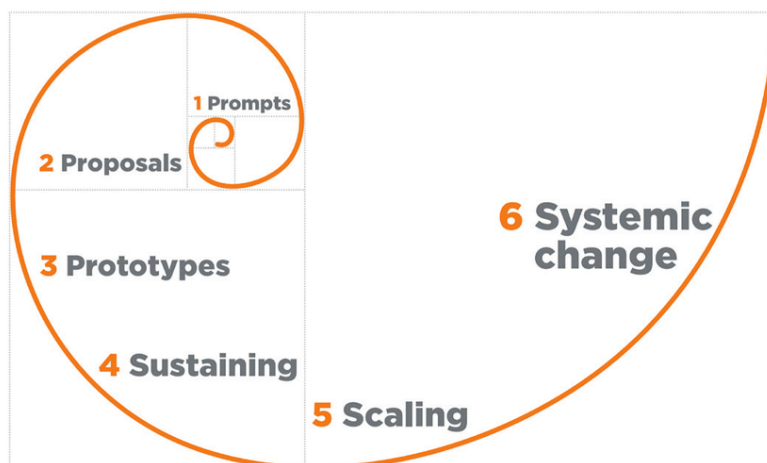 1 Prompts
2 Proposals
3 Prototypes
4 Sustaining
5 Scaling
6 Systemic
change